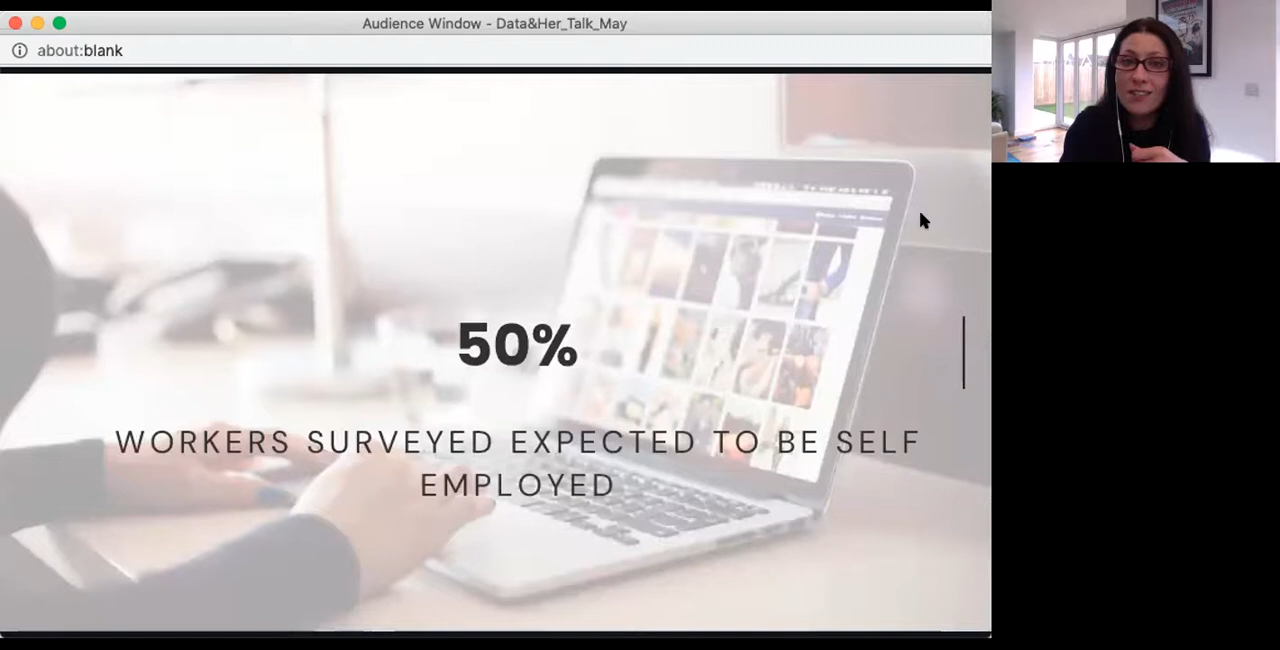 Audience Window - Data&Her_Talk_May
about:blank
50%
WORKERS SURVEYED EXPECTED TO BE SELF
EMPLOYED